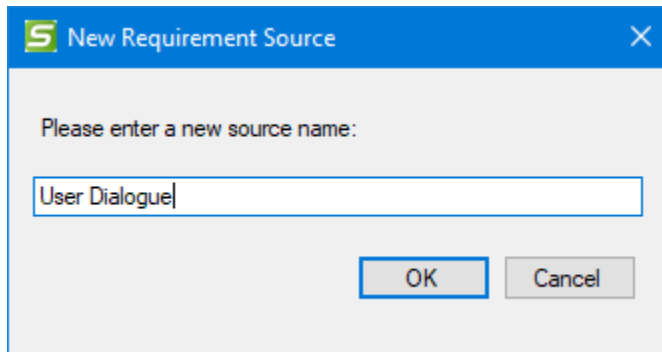 New Requirement Source
Please enter a new source name:
User Dialogue
OK Cancel